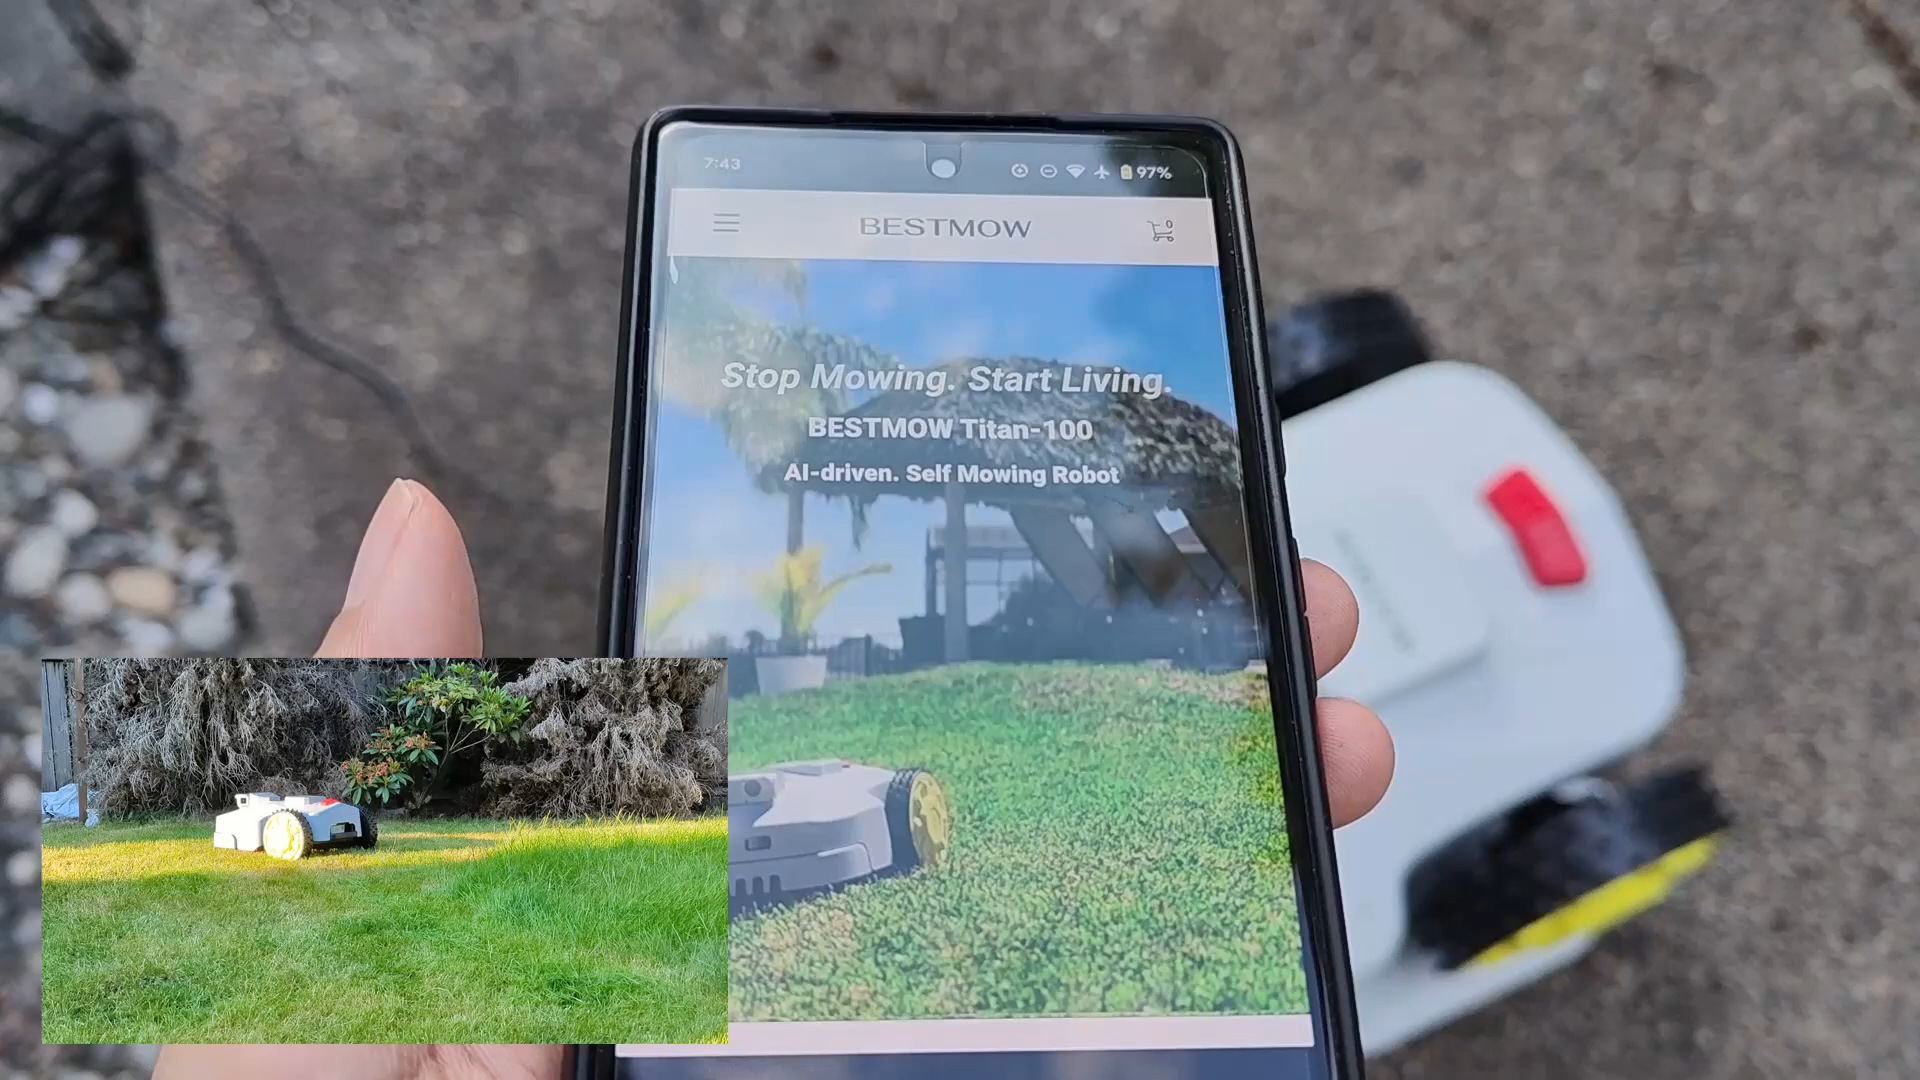 7:43
97%
BESTMOW
0
Stop Mowing. Start Living.
BESTMOW Titan-100
AI-driven. Self Mowing Robot